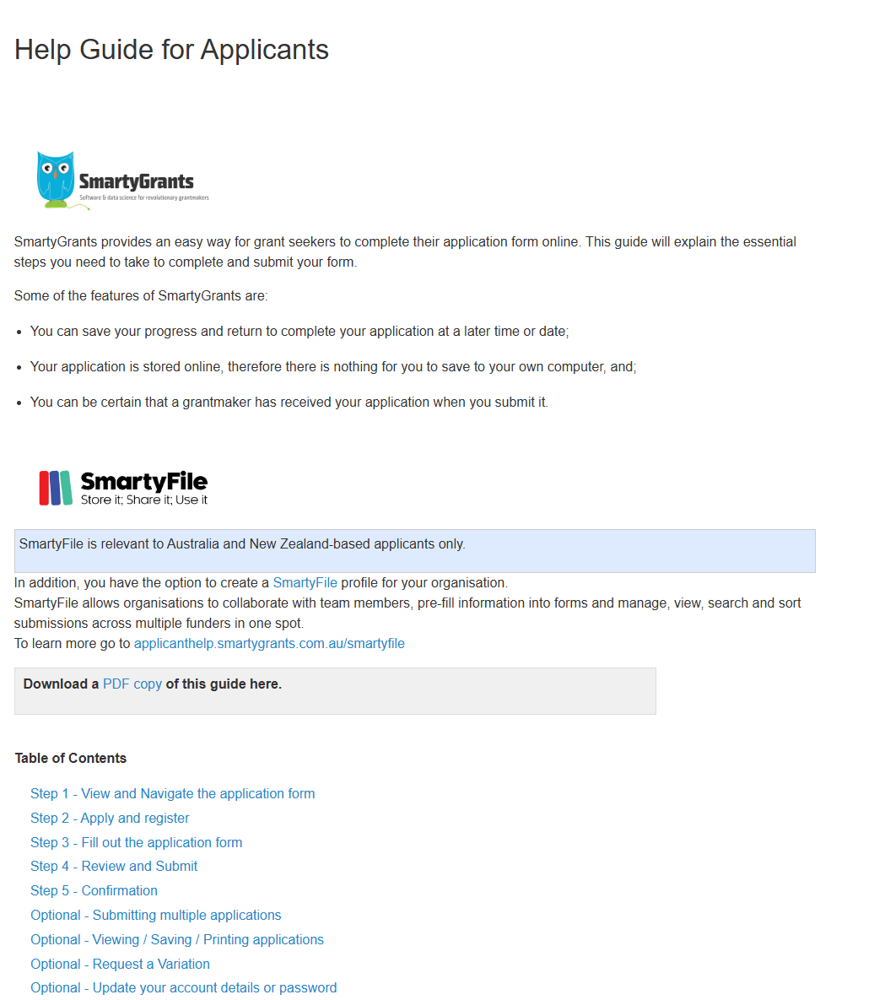 Help Guide for Applicants
SmartyGrants
Software & data science for revolutionary grantmakers
SmartyGrants provides an easy way for grant seekers to complete their application form online. This guide will explain the essential
steps you need to take to complete and submit your form.
Some of the features of SmartyGrants are:
• You can save your progress and return to complete your application at a later time or date;
• Your application is stored online, therefore there is nothing for you to save to your own computer, and;
• You can be certain that a grantmaker has received your application when you submit it.
SmartyFile
Store it; Share it; Use it
SmartyFile is relevant to Australia and New Zealand-based applicants only.
In addition, you have the option to create a SmartyFile profile for your organisation.
SmartyFile allows organisations to collaborate with team members, pre-fill information into forms and manage, view, search and sort
submissions across multiple funders in one spot.
To learn more go to applicanthelp.smartygrants.com.au/smartyfile
Download a PDF copy of this guide here.
Table of Contents
Step 1 - View and Navigate the application form
Step 2 - Apply and register
Step 3 - Fill out the application form
Step 4 - Review and Submit
Step 5 - Confirmation
Optional - Submitting multiple applications
Optional - Viewing / Saving / Printing applications
Optional - Request a Variation
Optional - Update your account details or password